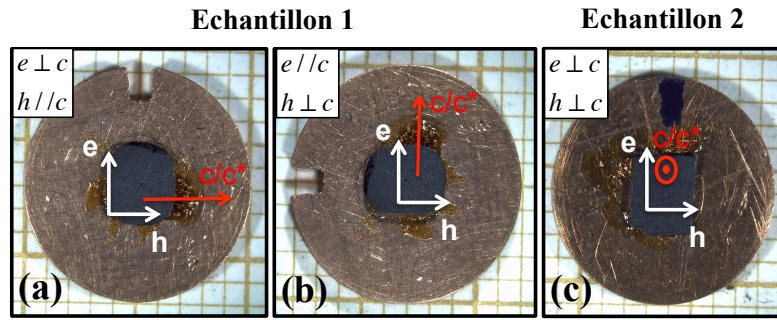 Echantillon 1
Echantillon 2
e ⊥ c
h // c
e
c/c*
h
(a)
e // c
h ⊥ c
c/c*
e
h
(b)
e ⊥ c
h ⊥ c
c/c*
e
h
(c)